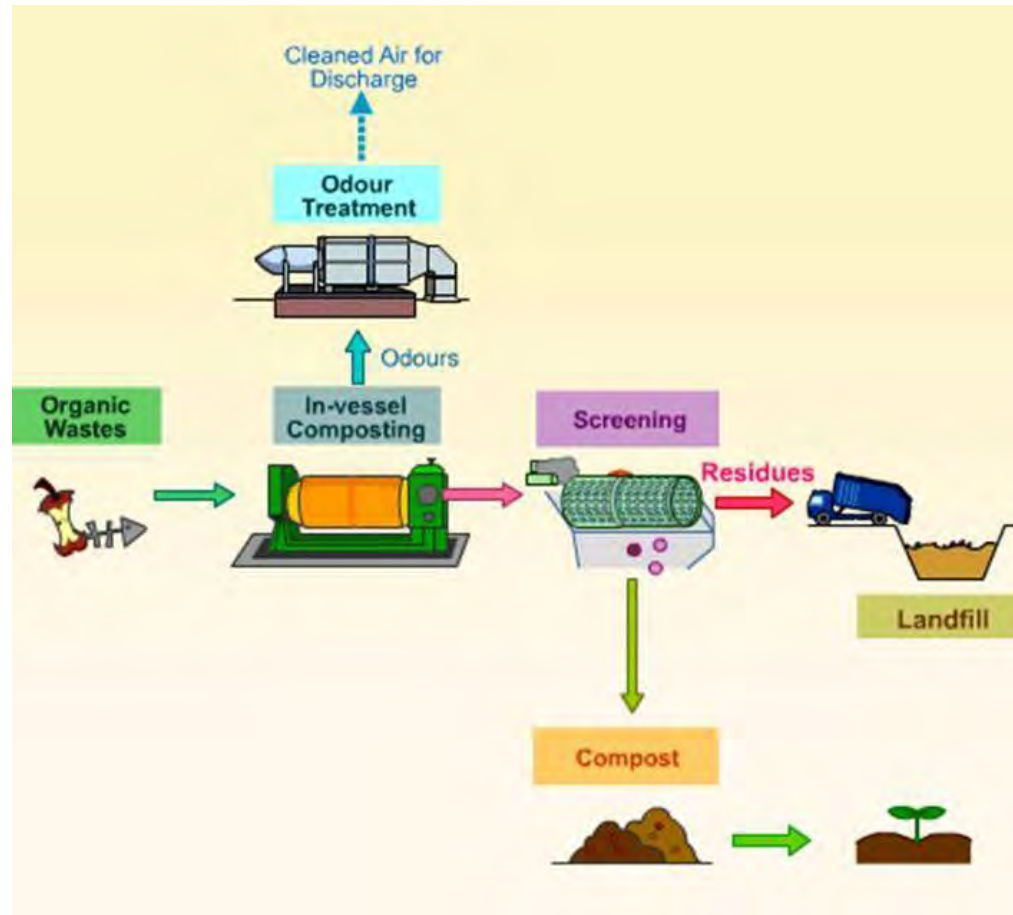 Cleaned Air for
Discharge
Odour
Treatment
Odours
Organic
Wastes
In-vessel
Composting
Screening
Residues
Landfill
Compost